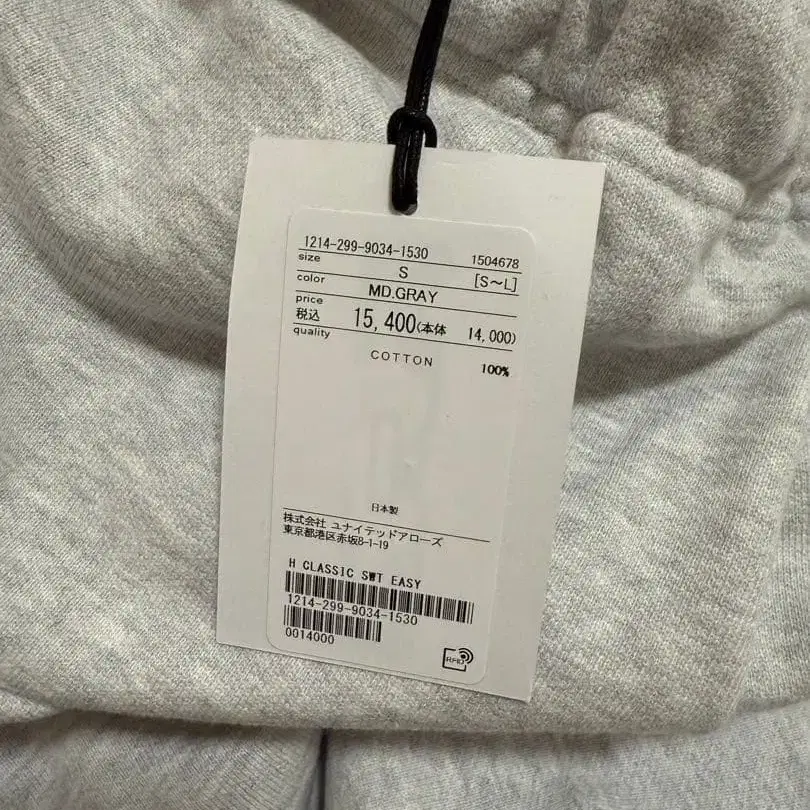 1214-299-9034-1530 1504678
size S [S～L]
color MD.GRAY
price
税込 15,400(本体 14,000)
quality
COTTON 100%
日本製
株式会社 ユナイテッドアローズ
東京都港区赤坂8-1-19
H CLASSIC SWT EASY
1214-299-9034-1530
0014000
RFID